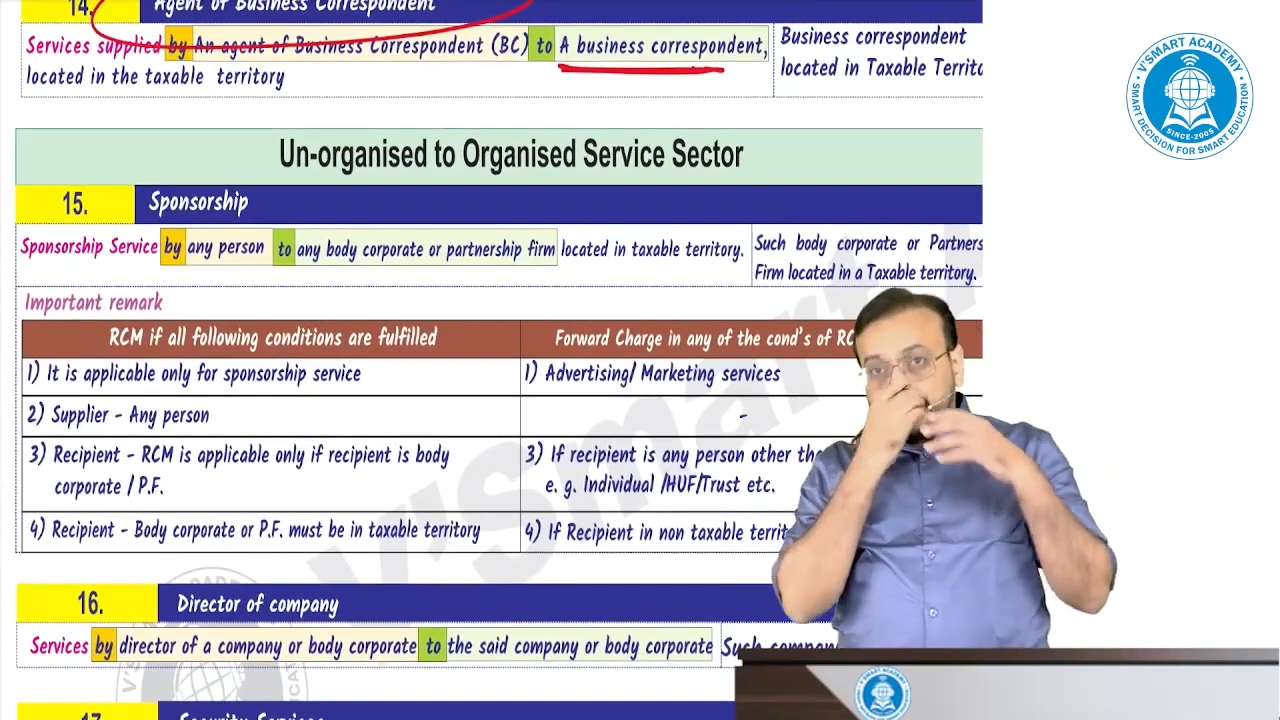 14. Agent of Business Correspondent
Services supplied by An agent of Business Correspondent (BC) to A business correspondent,
located in the taxable territory
Business correspondent
located in Taxable
Un-organised to Organised Service Sector
15. Sponsorship
Sponsorship Service by any person to any body corporate or partnership firm located in taxable territory.
Such body corporate or
Firm located in a Taxable territory.
Important remark
RCM if all following conditions are fulfilled
Forward Charge in any of the cond's of
1) It is applicable only for sponsorship service
1) Advertising/ Marketing services
2) Supplier - Any person
-
3) Recipient - RCM is applicable only if recipient is body
corporate / P.F.
3) If recipient is any person other
e. g. Individual /HUF/Trust etc.
4) Recipient - Body corporate or P.F. must be in taxable territory
4) If Recipient in non taxable
16. Director of company
Services by director of a company or body corporate to the said company or body corporate
Such
17. Security Services
V'SMART ACADEMY
SMART DECISION FOR SMART EDUCATION
SINCE-2005
V'Smart